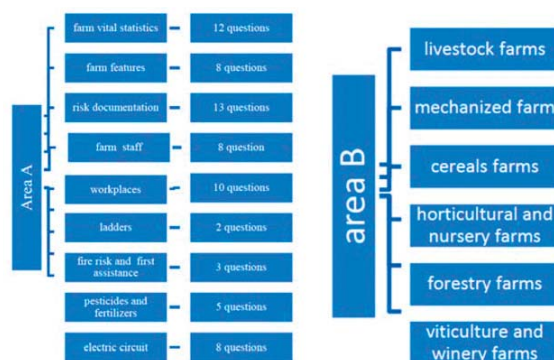 Area A
farm vital statistics
12 questions
farm features
8 questions
risk documentation
13 questions
farm staff
8 question
workplaces
10 questions
ladders
2 questions
fire risk and first
assistance
3 questions
pesticides and
fertilizers
5 questions
electric circuit
8 questions
area B
livestock farms
mechanized farm
cereals farms
horticultural and
nursery farms
forestry farms
viticulture and
winery farms